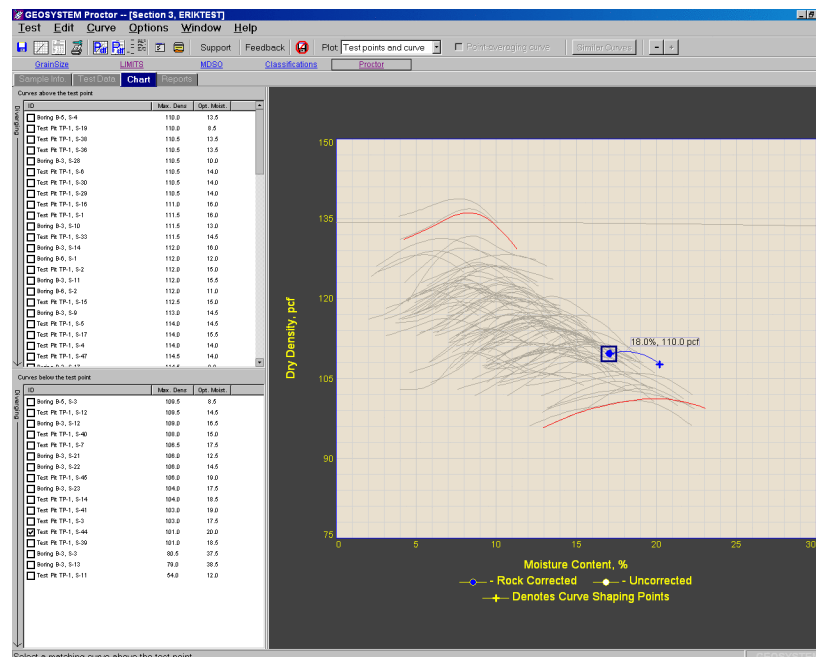 GEOSYSTEM Proctor -- [Section 3, ERIKTEST]
Test Edit Curve Options Window Help
Support Feedback Plot: Test points and curve Point averaging curve Similar Curves - +
GrainSize LIMITS MDSO Classifications Proctor
Sample Info. Test Data Chart Reports
Curves above the test point
Diverging
ID Max. Dens Opt. Moist.
Boring B-5, S-4 110.0 13.5
Test Pit TP-1, S-19 110.0 8.5
Test Pit TP-1, S-38 110.5 13.5
Test Pit TP-1, S-36 110.5 13.5
Boring B-3, S-28 110.5 10.0
Test Pit TP-1, S-6 110.5 14.0
Test Pit TP-1, S-30 110.5 14.0
Test Pit TP-1, S-29 110.5 14.0
Test Pit TP-1, S-16 111.0 16.0
Test Pit TP-1, S-1 111.5 16.0
Boring B-3, S-10 111.5 13.0
Test Pit TP-1, S-33 111.5 14.5
Boring B-3, S-14 112.0 16.0
Boring B-6, S-1 112.0 12.0
Test Pit TP-1, S-2 112.0 15.0
Boring B-3, S-11 112.0 15.5
Boring B-6, S-2 112.0 11.0
Test Pit TP-1, S-15 112.5 15.0
Boring B-3, S-9 113.0 14.5
Test Pit TP-1, S-5 114.0 14.5
Test Pit TP-1, S-17 114.0 15.5
Test Pit TP-1, S-4 114.0 14.0
Test Pit TP-1, S-47 114.5 14.0
Curves below the test point
Diverging
ID Max. Dens Opt. Moist.
Boring B-5, S-3 109.5 8.5
Test Pit TP-1, S-12 109.5 14.5
Boring B-3, S-12 109.0 16.5
Test Pit TP-1, S-40 108.0 15.0
Test Pit TP-1, S-7 106.5 17.5
Boring B-3, S-21 106.0 12.5
Boring B-3, S-22 106.0 14.5
Test Pit TP-1, S-45 106.0 19.0
Boring B-3, S-23 104.0 17.5
Test Pit TP-1, S-14 104.0 18.5
Test Pit TP-1, S-41 103.0 19.0
Test Pit TP-1, S-3 103.0 17.5
Test Pit TP-1, S-44 101.0 20.0
Test Pit TP-1, S-39 101.0 18.5
Boring B-3, S-3 80.5 37.5
Boring B-3, S-13 79.0 38.5
Test Pit TP-1, S-11 54.0 12.0
150
135
120
105
90
75
Dry Density, pcf
18.0%, 110.0 pcf
0 5 10 15 20 25 30
Moisture Content, %
- Rock Corrected - Uncorrected
- Denotes Curve Shaping Points
Select a matching curve above the test point